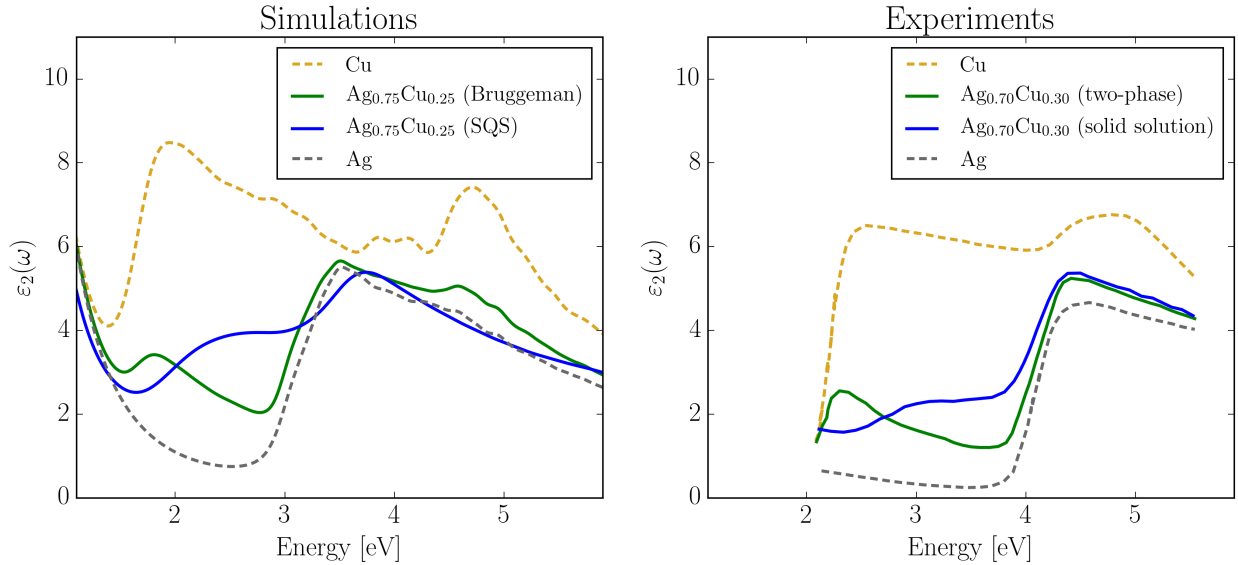 Simulations
Cu
Ag0.75Cu0.25 (Bruggeman)
Ag0.75Cu0.25 (SQS)
Ag
10
8
6
4
2
0
ε2(ω)
2 3 4 5
Energy [eV]
Experiments
Cu
Ag0.70Cu0.30 (two-phase)
Ag0.70Cu0.30 (solid solution)
Ag
10
8
6
4
2
0
ε2(ω)
2 3 4 5
Energy [eV]